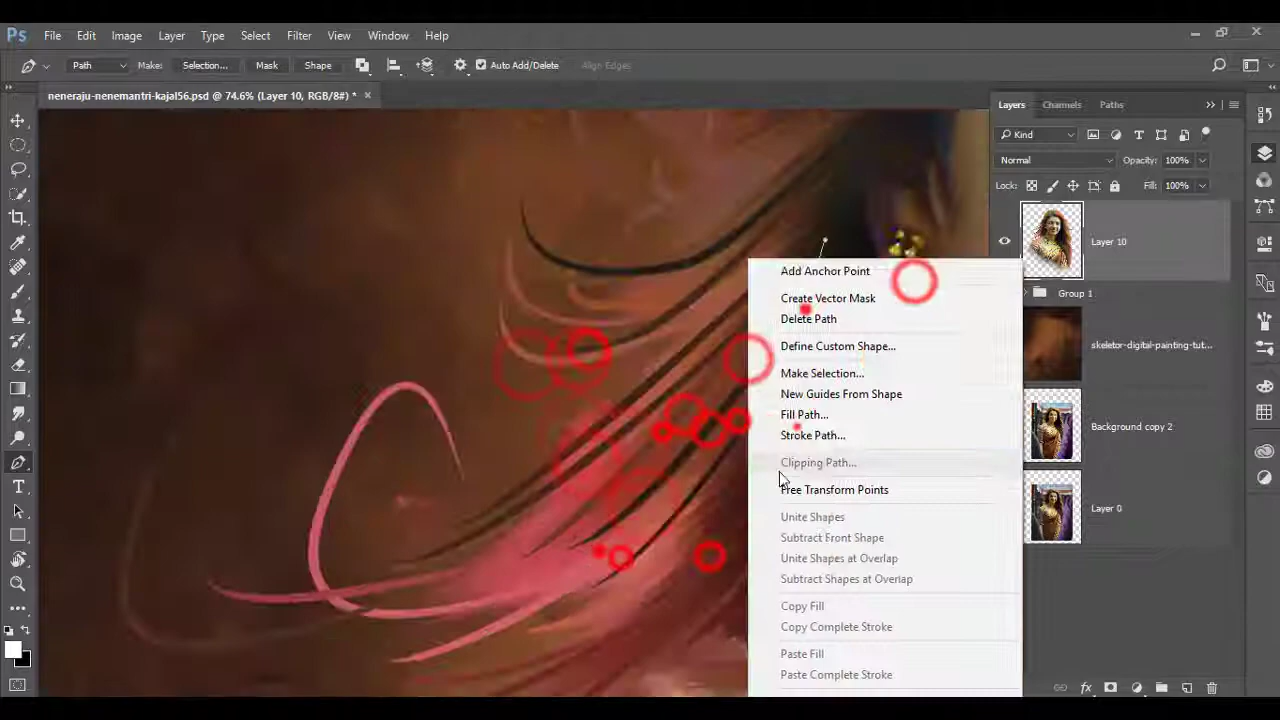 Ps File Edit Image Layer Type Select Filter 3D View Window Help
Path Make: Selection... Mask Shape Auto Add/Delete Align Edges
neneraju-nenemantri-kajal56.psd @ 74.6% (Layer 10, RGB/8#) * ×
Layers Channels Paths
Kind
Normal Opacity: 100%
Lock: Fill: 100%
Layer 10
Group 1
skeletor-digital-painting-tut...
Background copy 2
Layer 0
Add Anchor Point
Create Vector Mask
Delete Path
Define Custom Shape...
Make Selection...
New Guides From Shape
Fill Path...
Stroke Path...
Clipping Path...
Free Transform Points
Unite Shapes
Subtract Front Shape
Unite Shapes at Overlap
Subtract Shapes at Overlap
Copy Fill
Copy Complete Stroke
Paste Fill
Paste Complete Stroke